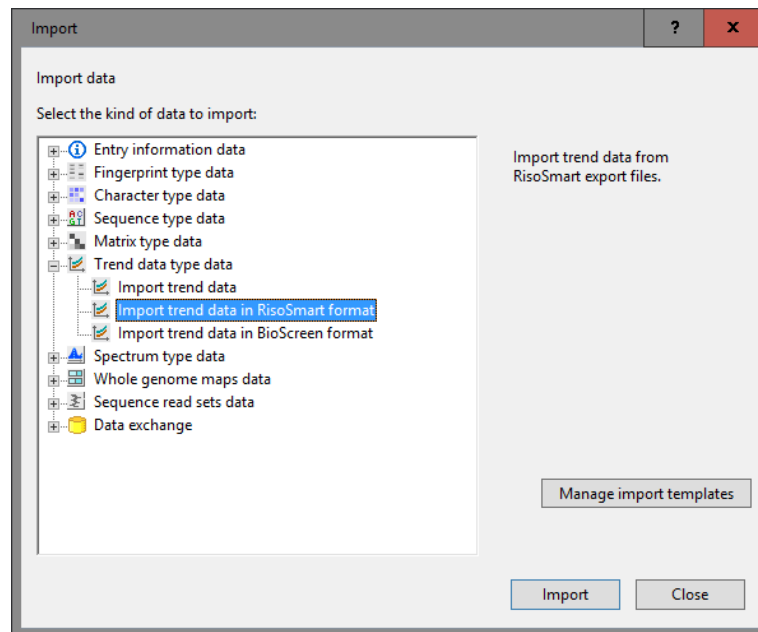 Import
?
x
Import data
Select the kind of data to import:
Entry information data
Fingerprint type data
Character type data
Sequence type data
Matrix type data
Trend data type data
Import trend data
Import trend data in RisoSmart format
Import trend data in BioScreen format
Spectrum type data
Whole genome maps data
Sequence read sets data
Data exchange
Import trend data from
RisoSmart export files.
Manage import templates
Import
Close